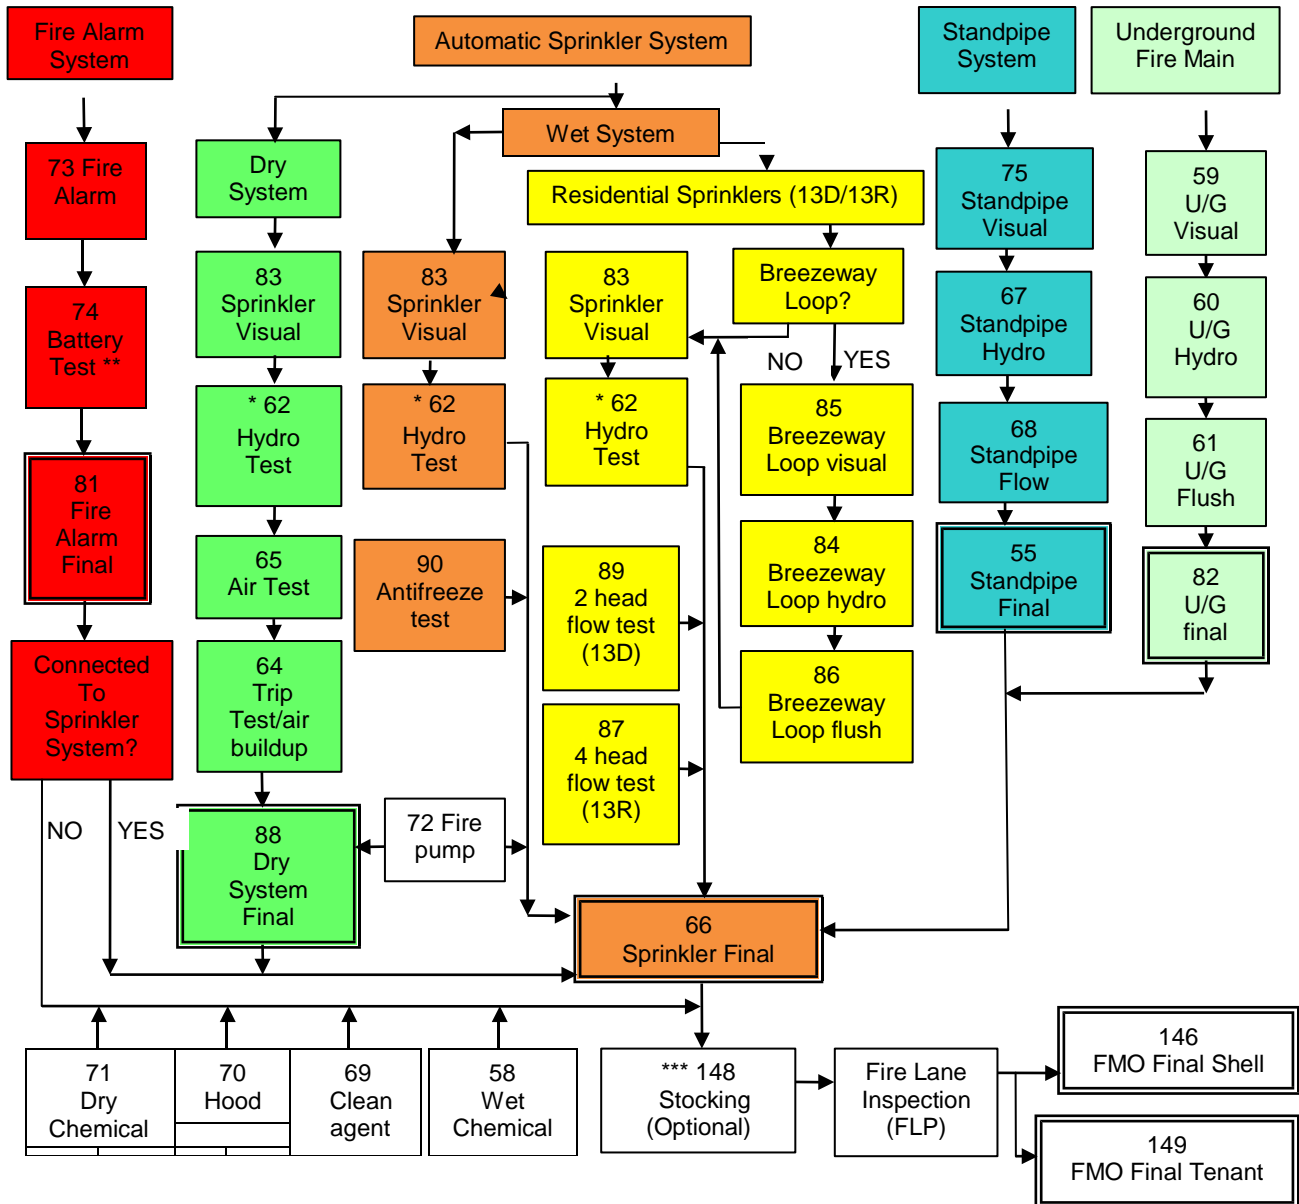 Fire Alarm
System
Automatic Sprinkler System
Standpipe
System
Underground
Fire Main
Wet System
73 Fire
Alarm
Dry
System
Residential Sprinklers (13D/13R)
75
Standpipe
Visual
59
U/G
Visual
74
Battery
Test **
83
Sprinkler
Visual
83
Sprinkler
Visual
83
Sprinkler
Visual
Breezeway
Loop?
NO
YES
67
Standpipe
Hydro
60
U/G
Hydro
* 62
Hydro
Test
* 62
Hydro
Test
* 62
Hydro
Test
85
Breezeway
Loop visual
68
Standpipe
Flow
61
U/G
Flush
81
Fire
Alarm
Final
65
Air Test
90
Antifreeze
test
89
2 head
flow test
(13D)
84
Breezeway
Loop hydro
55
Standpipe
Final
82
U/G
final
Connected
To
Sprinkler
System?
64
Trip
Test/air
buildup
87
4 head
flow test
(13R)
86
Breezeway
Loop flush
NO
YES
88
Dry
System
Final
72 Fire
pump
66
Sprinkler Final
71
Dry
Chemical
70
Hood
69
Clean
agent
58
Wet
Chemical
*** 148
Stocking
(Optional)
Fire Lane
Inspection
(FLP)
146
FMO Final Shell
149
FMO Final Tenant